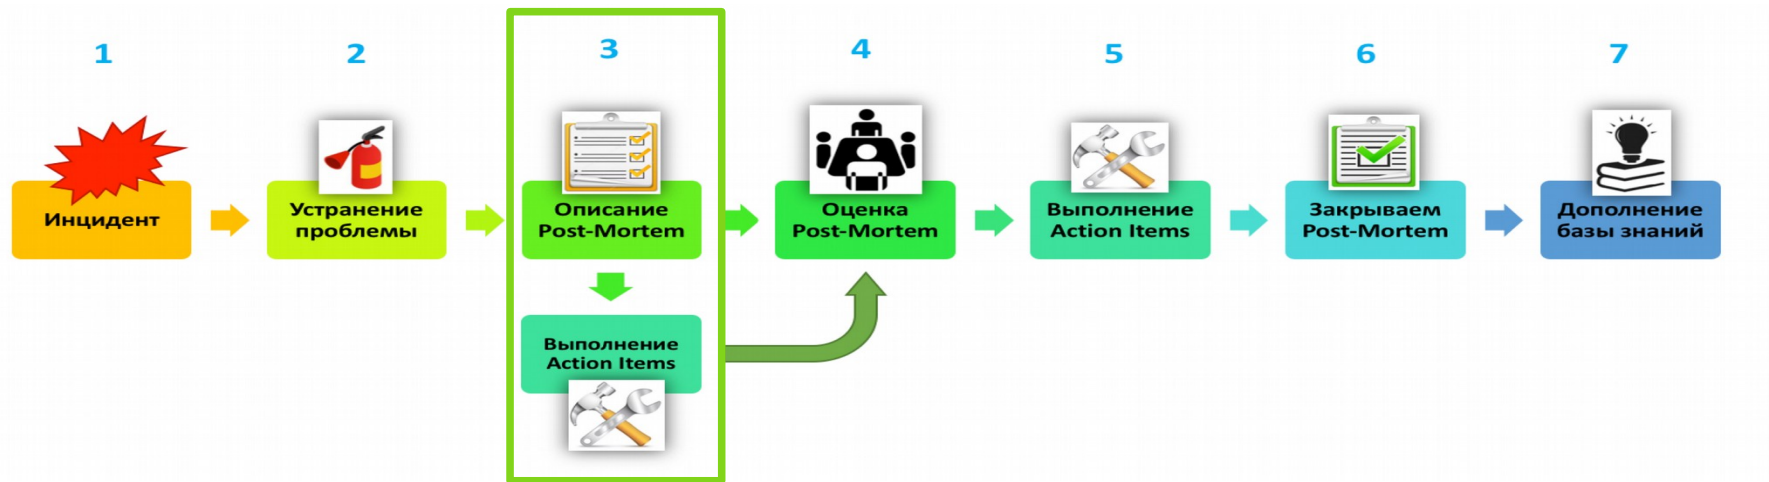 1
2
3
4
5
6
7
Инцидент
Устранение
проблемы
Описание
Post-Mortem
Оценка
Post-Mortem
Выполнение
Action Items
Закрываем
Post-Mortem
Дополнение
базы знаний
Выполнение
Action Items